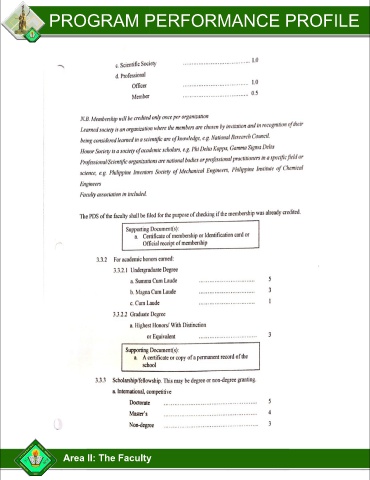 PROGRAM PERFORMANCE PROFILE
c. Scientific Society ........................................ 1.0
d. Professional
Officer ........................................ 1.0
Member ........................................ 0.5
N.B. Membership will be credited only once per organization
Learned society is an organization where the members are chosen by invitation and in recognition of their
being considered learned in a scientific are of knowledge, e.g. National Research Council,
Honor Society is a society of academic scholars, e.g. Phi Delta Kappa, Gamma Sigma Delta
Professional/Scientific organizations are national bodies or professional practitioners in a specific field or
science, e.g. Philippine Inventors Society of Mechanical Engineers, Philippine Institute of Chemical
Engineers
Faculty association in included.
The PDS of the faculty shall be filed for the purpose of checking if the membership was already credited.
Supporting Document(s):
a. Certificate of membership or Identification card or
Official receipt of membership
3.3.2 For academic honors earned:
3.3.2.1 Undergraduate Degree
a. Summa Cum Laude ................................ 5
b. Magna Cum Laude ................................ 3
c. Cum Laude ................................ 1
3.3.2.2 Graduate Degree
a. Highest Honors/ With Distinction
or Equivalent ................................ 3
Supporting Document(s):
a. A certificate or copy of a permanent record of the
school
3.3.3 Scholarship/fellowship. This may be degree or non-degree granting.
a. International, competitive
Doctorate ........................................ 5
Master's ........................................ 4
Non-degree ........................................ 3
Area II: The Faculty